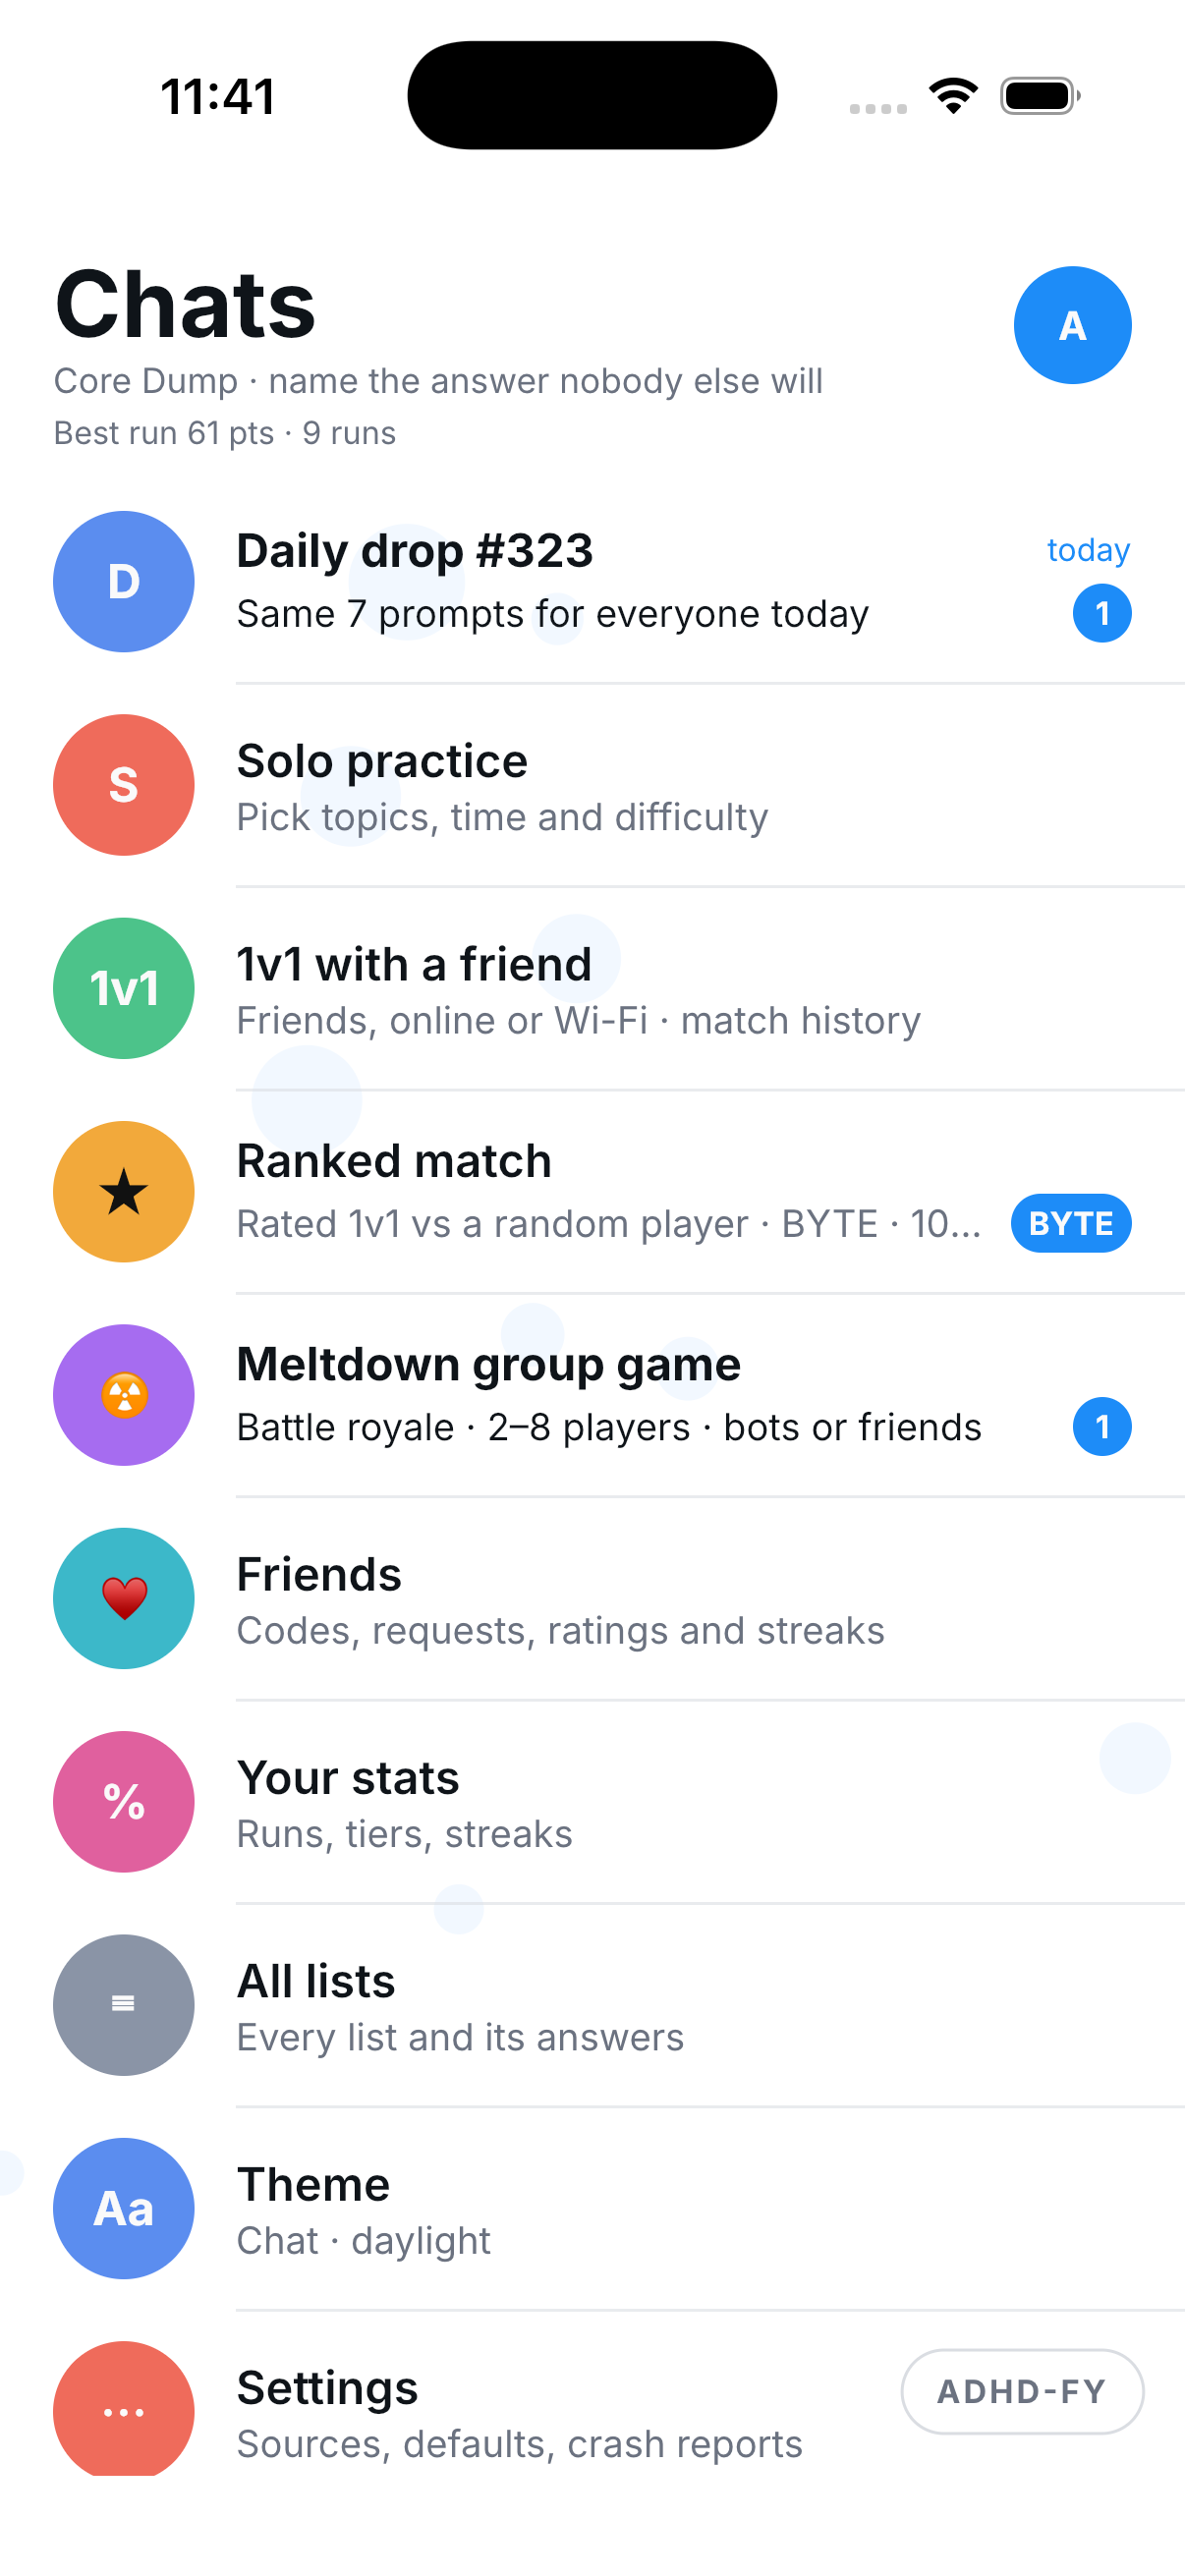 11:41
Chats
A
Core Dump · name the answer nobody else will
Best run 61 pts · 9 runs
D
Daily drop #323
today
Same 7 prompts for everyone today
1
S
Solo practice
Pick topics, time and difficulty
1v1
1v1 with a friend
Friends, online or Wi-Fi · match history
★
Ranked match
Rated 1v1 vs a random player · BYTE · 10...
BYTE
Meltdown group game
Battle royale · 2–8 players · bots or friends
1
Friends
Codes, requests, ratings and streaks
%
Your stats
Runs, tiers, streaks
≡
All lists
Every list and its answers
Aa
Theme
Chat · daylight
...
Settings
ADHD-FY
Sources, defaults, crash reports